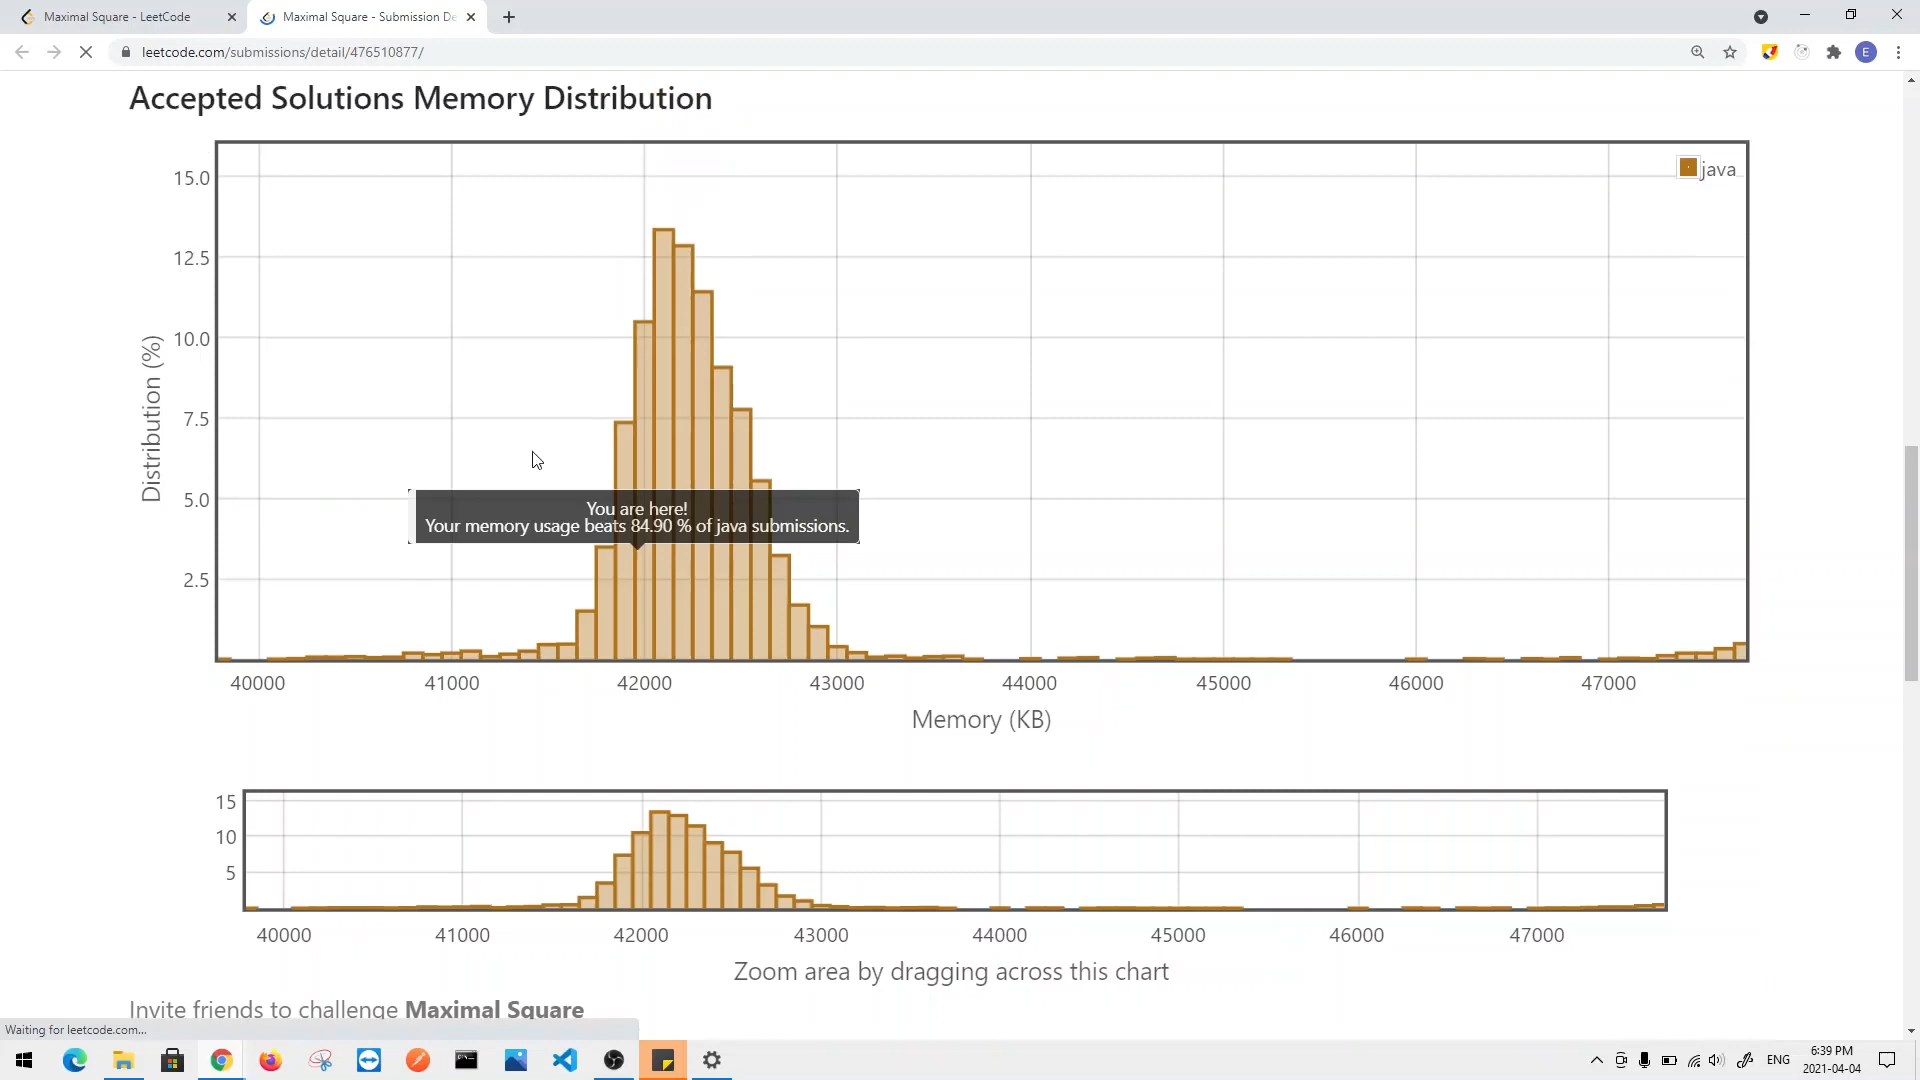 Maximal Square - LeetCode
Maximal Square - Submission De
leetcode.com/submissions/detail/476510877/
E
Accepted Solutions Memory Distribution
java
15.0
12.5
10.0
7.5
5.0
2.5
Distribution (%)
You are here!
Your memory usage beats 84.90 % of java submissions.
40000 41000 42000 43000 44000 45000 46000 47000
Memory (KB)
15
10
5
40000 41000 42000 43000 44000 45000 46000 47000
Zoom area by dragging across this chart
Invite friends to challenge Maximal Square
Waiting for leetcode.com...
ENG
6:39 PM
2021-04-04